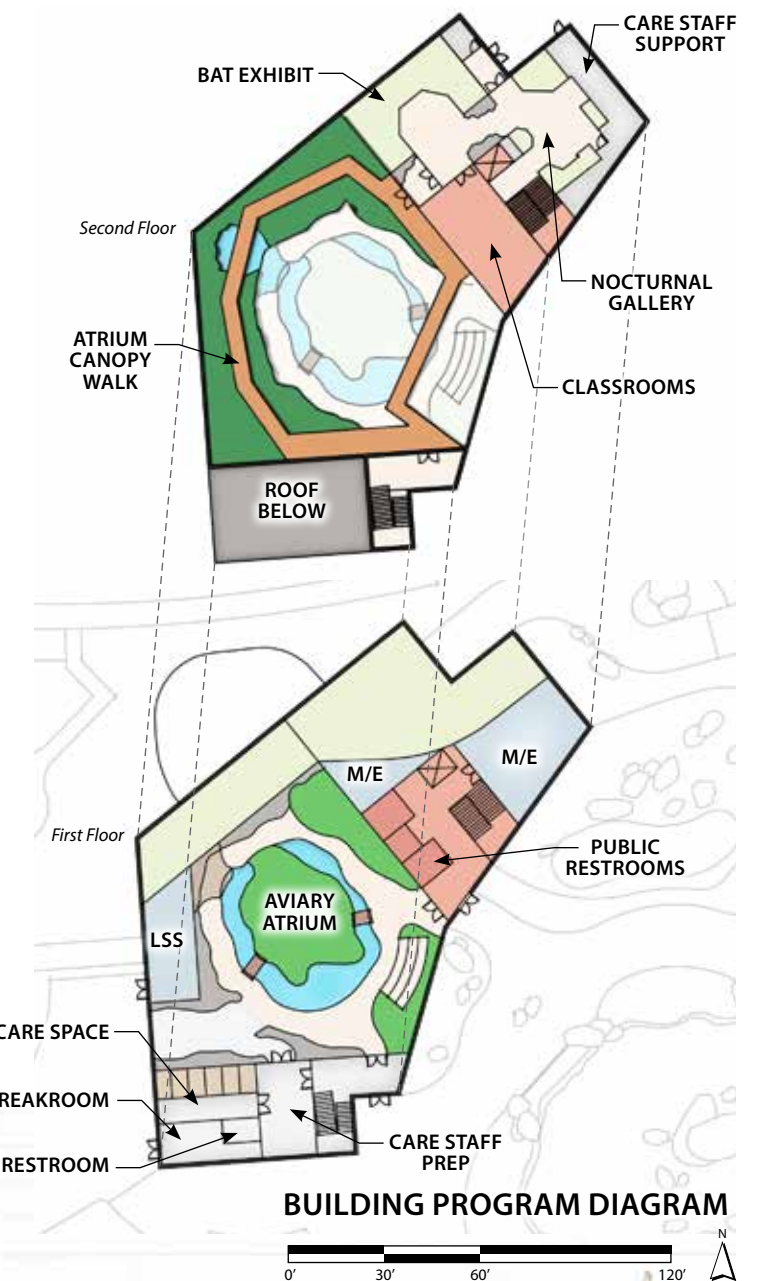 CARE STAFF
SUPPORT
BAT EXHIBIT
Second Floor
NOCTURNAL
GALLERY
ATRIUM
CANOPY
WALK
CLASSROOMS
ROOF
BELOW
M/E
M/E
First Floor
PUBLIC
RESTROOMS
AVIARY
ATRIUM
LSS
CARE SPACE
REAKROOM
CARE STAFF
PREP
RESTROOM
BUILDING PROGRAM DIAGRAM
N
0’ 30’ 60’ 120’